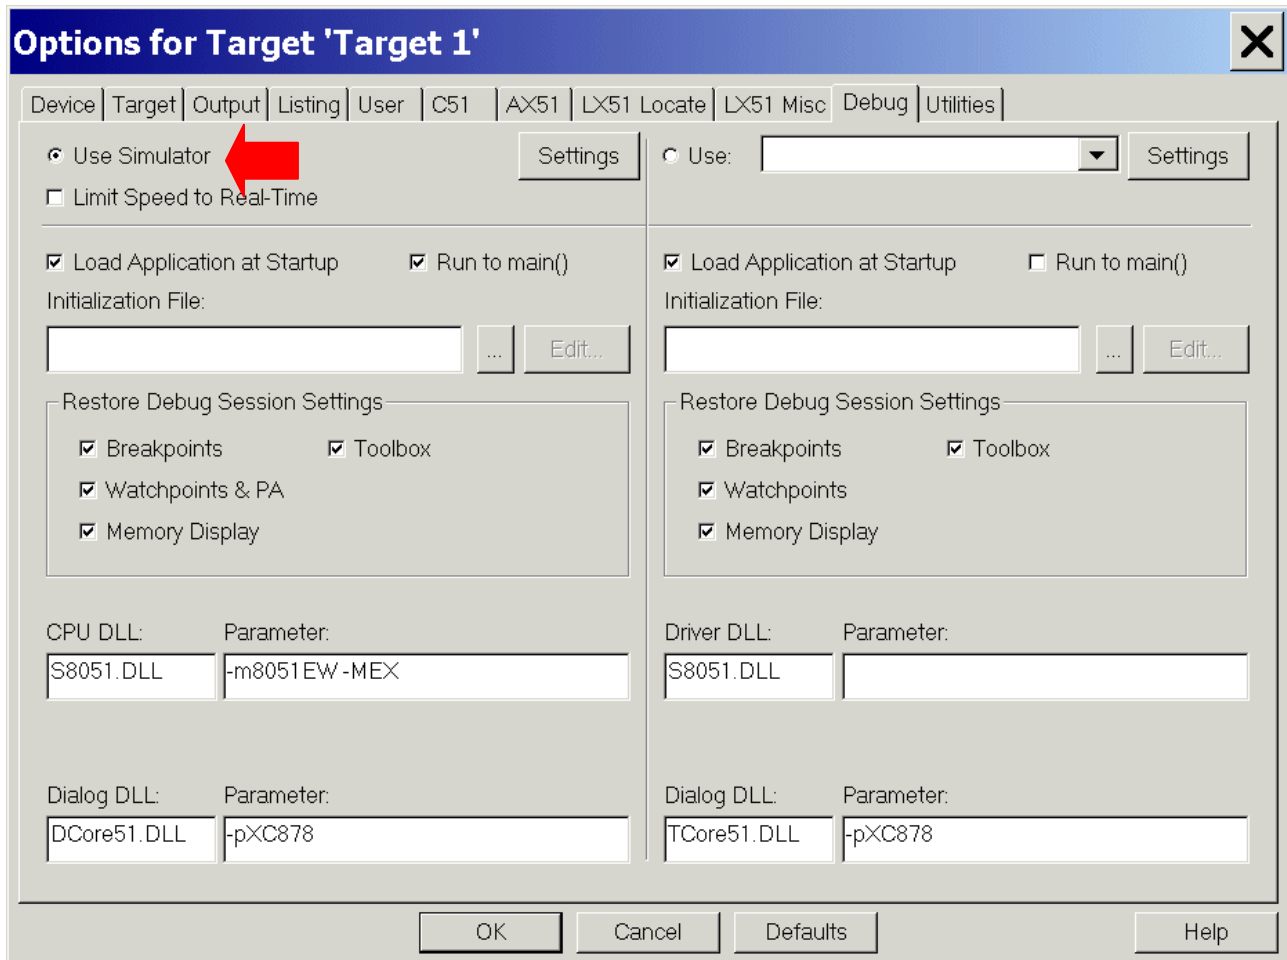 Options for Target 'Target 1'
Device Target Output Listing User C51 AX51 LX51 Locate LX51 Misc Debug Utilities
Use Simulator Settings Use: Settings
Limit Speed to Real-Time
Load Application at Startup Run to main() Load Application at Startup Run to main()
Initialization File: Initialization File:
... Edit... ... Edit...
Restore Debug Session Settings Restore Debug Session Settings
Breakpoints Toolbox Breakpoints Toolbox
Watchpoints & PA Watchpoints
Memory Display Memory Display
CPU DLL: Parameter: Driver DLL: Parameter:
S8051.DLL -m8051EW -MEX S8051.DLL
Dialog DLL: Parameter: Dialog DLL: Parameter:
DCore51.DLL -pXC878 TCore51.DLL -pXC878
OK Cancel Defaults Help